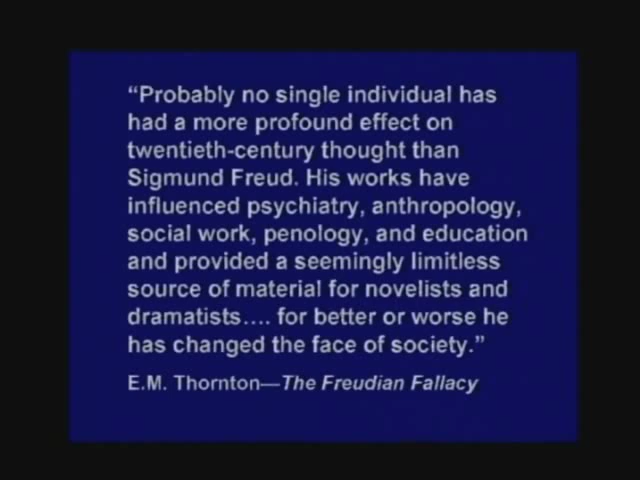 “Probably no single individual has
had a more profound effect on
twentieth-century thought than
Sigmund Freud. His works have
influenced psychiatry, anthropology,
social work, penology, and education
and provided a seemingly limitless
source of material for novelists and
dramatists…. for better or worse he
has changed the face of society.”
E.M. Thornton—The Freudian Fallacy